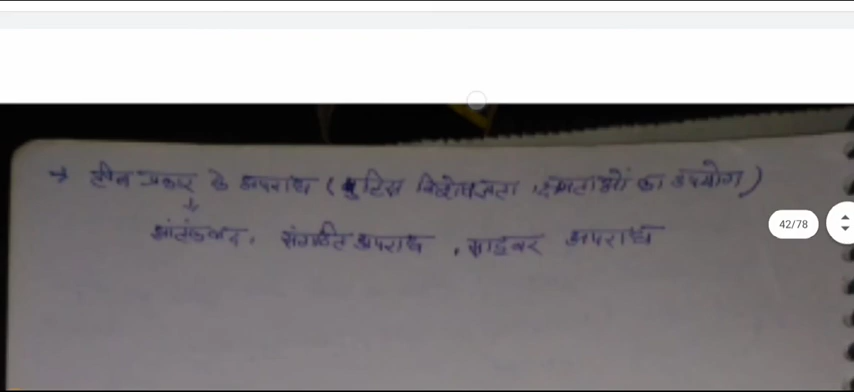 → तीन प्रकार के अपराध ( पुलिस विशेषज्ञता, क्षमताओं का उपयोग )
↓
आतंकवाद, संगठित अपराध, साइबर अपराध
42/78